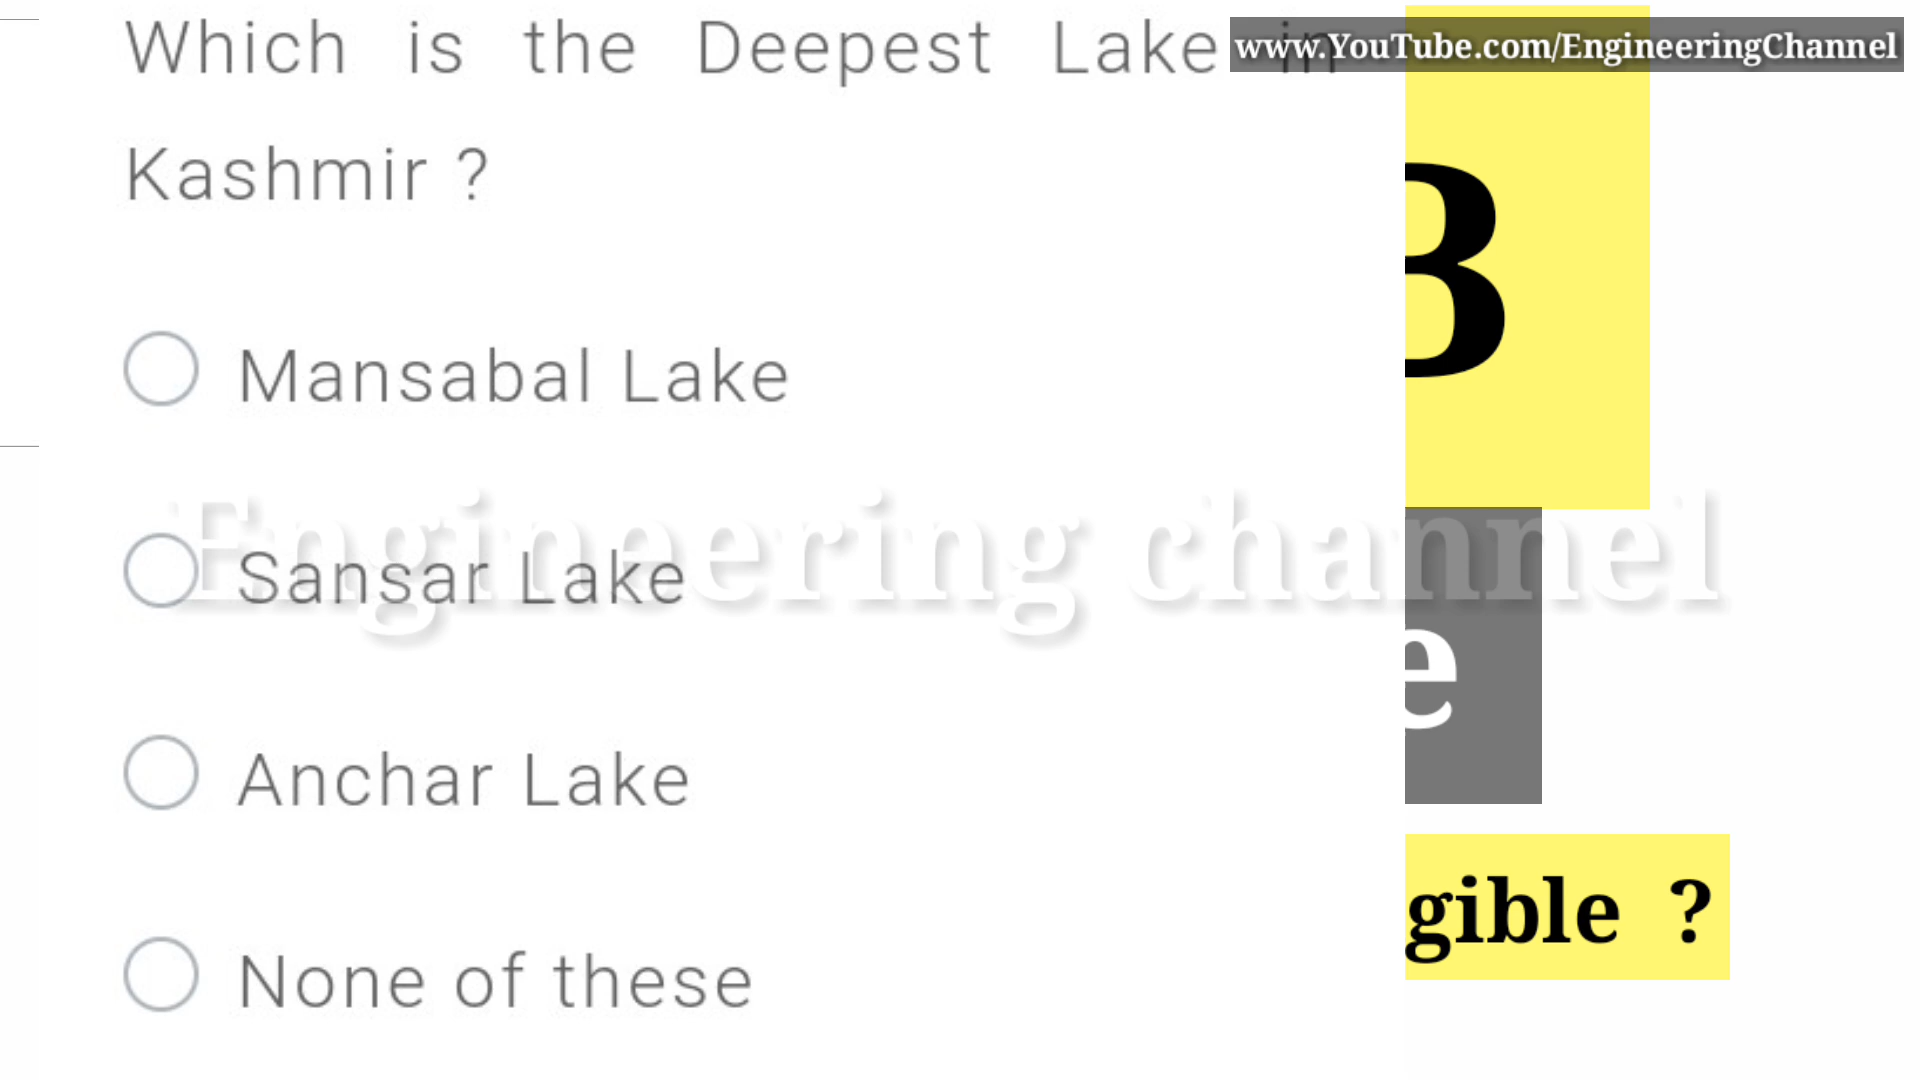 Which is the Deepest Lake in
www.YouTube.com/EngineeringChannel
Kashmir ?
B
Mansabal Lake
Engineering channel
Sansar Lake
e
Anchar Lake
gible ?
None of these